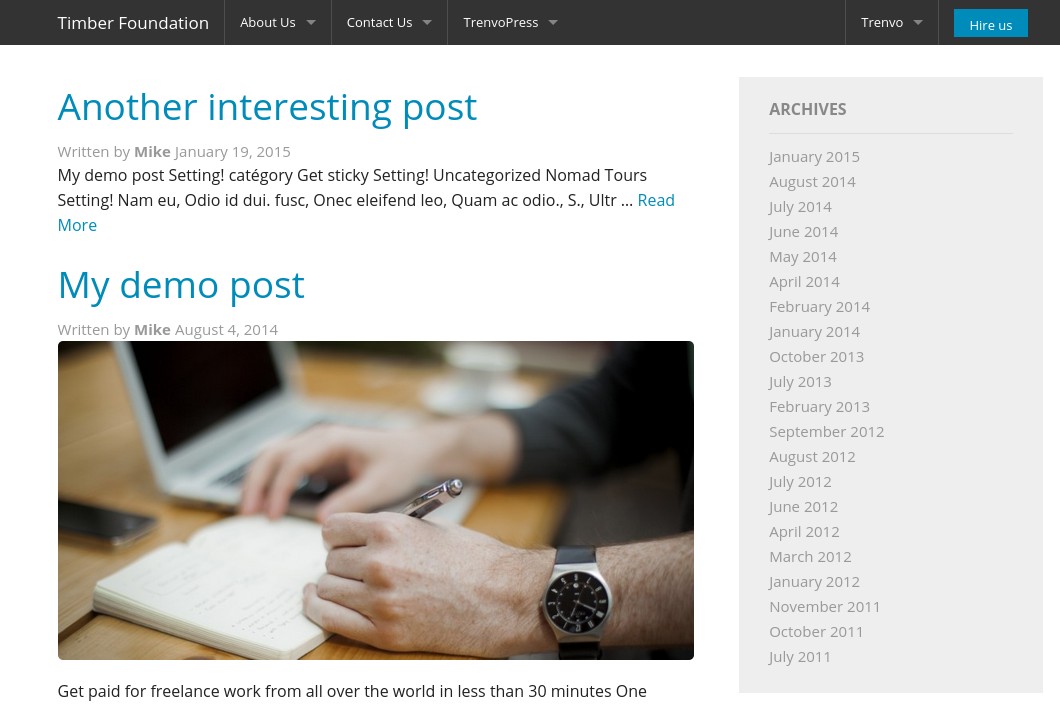 Timber Foundation
About Us
Contact Us
TrenvoPress
Trenvo
Hire us
Another interesting post
Written by Mike January 19, 2015
My demo post Setting! catégory Get sticky Setting! Uncategorized Nomad Tours
Setting! Nam eu, Odio id dui. fusc, Onec eleifend leo, Quam ac odio., S., Ultr ... Read
More
My demo post
Written by Mike August 4, 2014
Get paid for freelance work from all over the world in less than 30 minutes One
ARCHIVES
January 2015
August 2014
July 2014
June 2014
May 2014
April 2014
February 2014
January 2014
October 2013
July 2013
February 2013
September 2012
August 2012
July 2012
June 2012
April 2012
March 2012
January 2012
November 2011
October 2011
July 2011